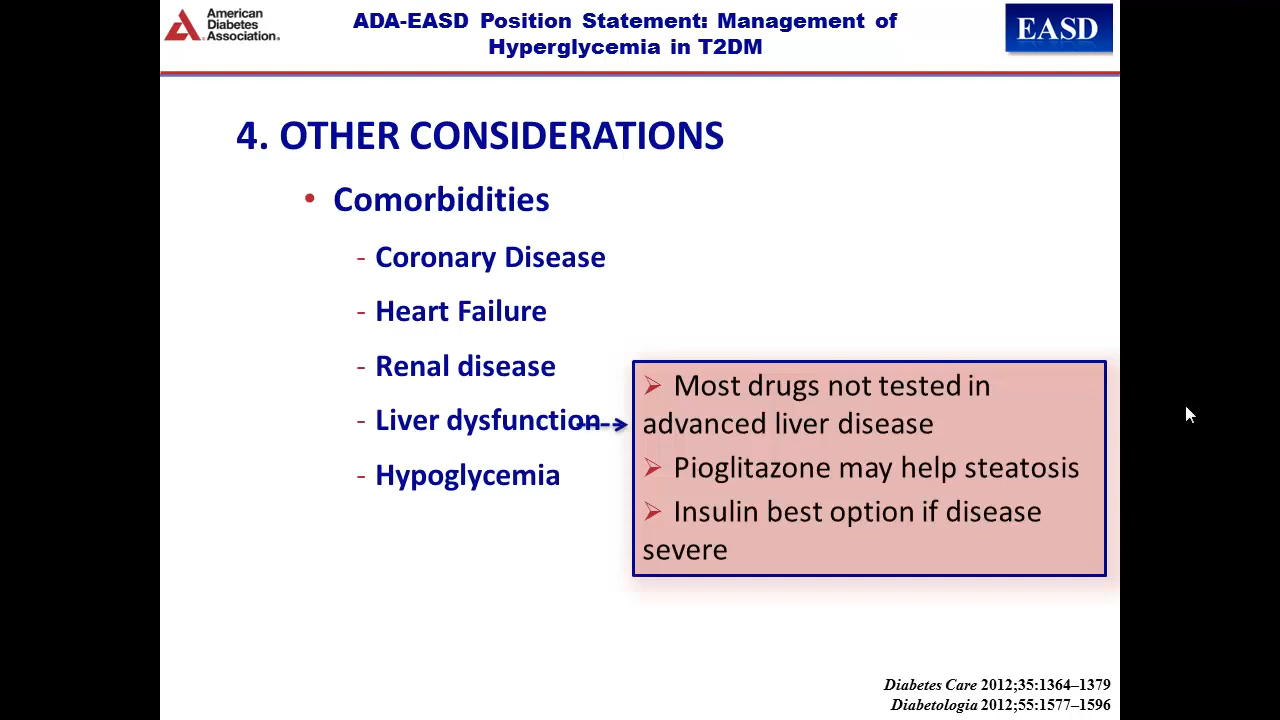 American
Diabetes
Association.
ADA-EASD Position Statement: Management of
Hyperglycemia in T2DM
EASD
4. OTHER CONSIDERATIONS
• Comorbidities
- Coronary Disease
- Heart Failure
- Renal disease
- Liver dysfunction
- Hypoglycemia
➢ Most drugs not tested in
advanced liver disease
➢ Pioglitazone may help steatosis
➢ Insulin best option if disease
severe
Diabetes Care 2012;35:1364–1379
Diabetologia 2012;55:1577–1596